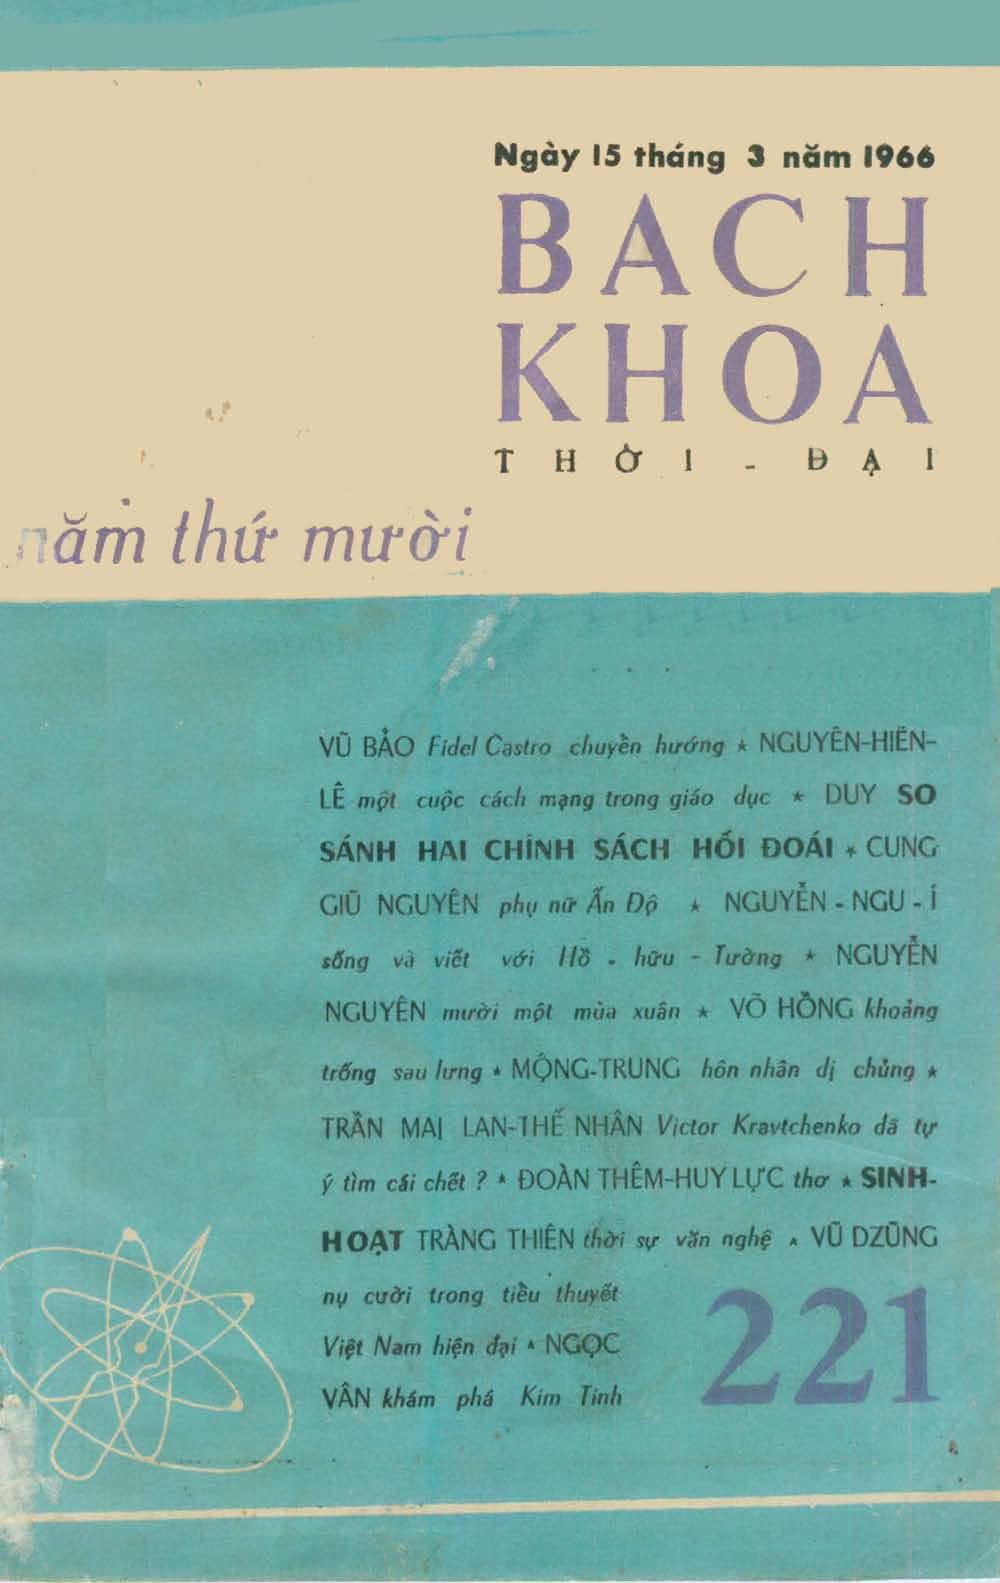 Ngày 15 tháng 3 năm 1966
BACH
KHOA
THỜI - ĐẠI
năm thứ mười
VŨ BẢO Fidel Castro chuyền hướng * NGUYÊN-HIẾN-
LÊ một cuộc cách mạng trong giáo dục * DUY SO
SÁNH HAI CHÍNH SÁCH HỐI ĐOÁI * CUNG
GIŨ NGUYÊN phụ nữ Ấn Độ * NGUYỄN - NGU - Í
sống và viết với Hồ - hữu - Tường * NGUYỄN
NGUYÊN mười một mùa xuân * VÕ HỒNG khoảng
trống sau lưng * MỘNG-TRUNG hôn nhân dị chủng *
TRẦN MAI LAN-THẾ NHÂN Victor Kravtchenko đã tự
ý tìm cái chết ? * ĐOÀN THÊM-HUY LỰC thơ * SINH-
HOẠT TRÀNG THIÊN thời sự văn nghệ * VŨ DZŨNG
nụ cười trong tiều thuyết
Việt Nam hiện đại * NGỌC
VÂN khám phá Kim Tinh
221